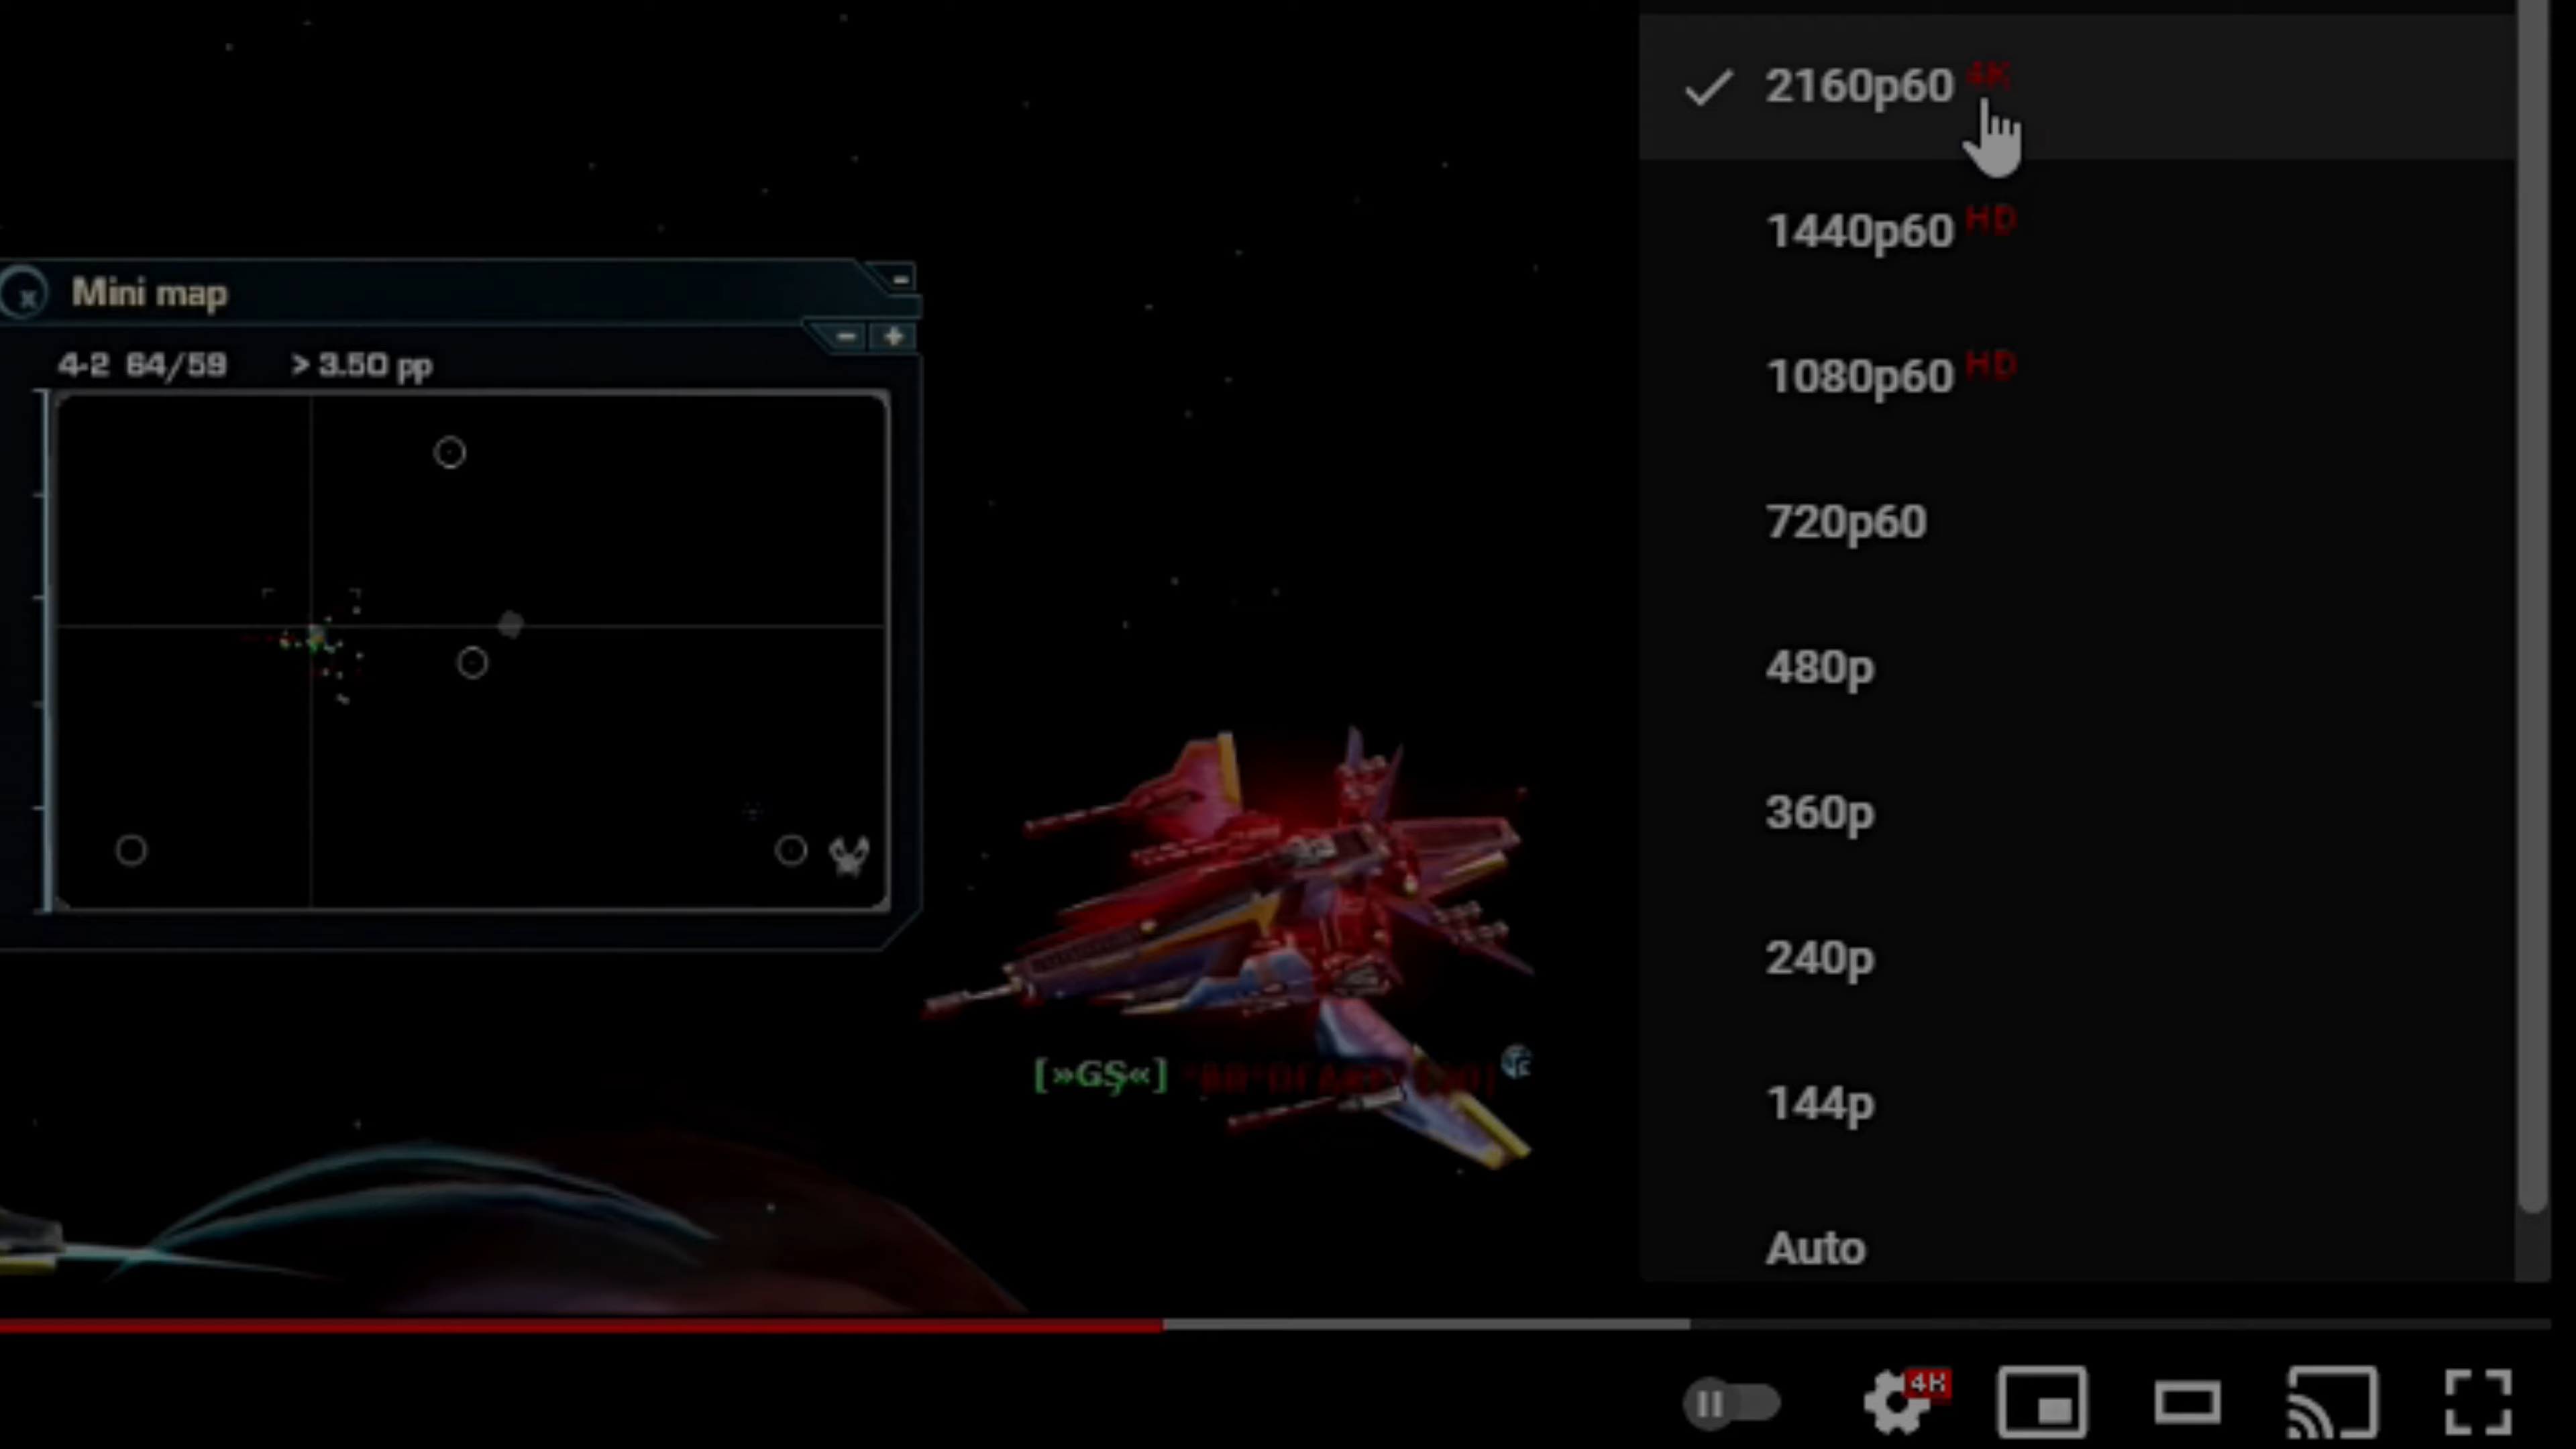 2160p60 4K
1440p60 HD
1080p60 HD
720p60
480p
360p
240p
144p
Auto
Mini map
4-2 64/59 > 3.50 pp
[»GŞ«]
4K